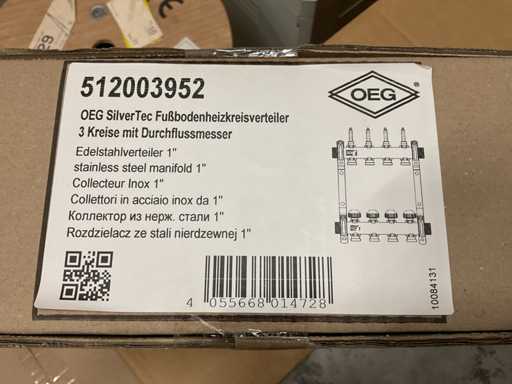 29
512003952
OEG
OEG SilverTec Fußbodenheizkreisverteiler
3 Kreise mit Durchflussmesser
Edelstahlverteiler 1"
stainless steel manifold 1"
Collecteur Inox 1"
Collettori in acciaio inox da 1"
Коллектор из нерж. стали 1"
Rozdzielacz ze stali nierdzewnej 1"
4 055668 014728
10084131